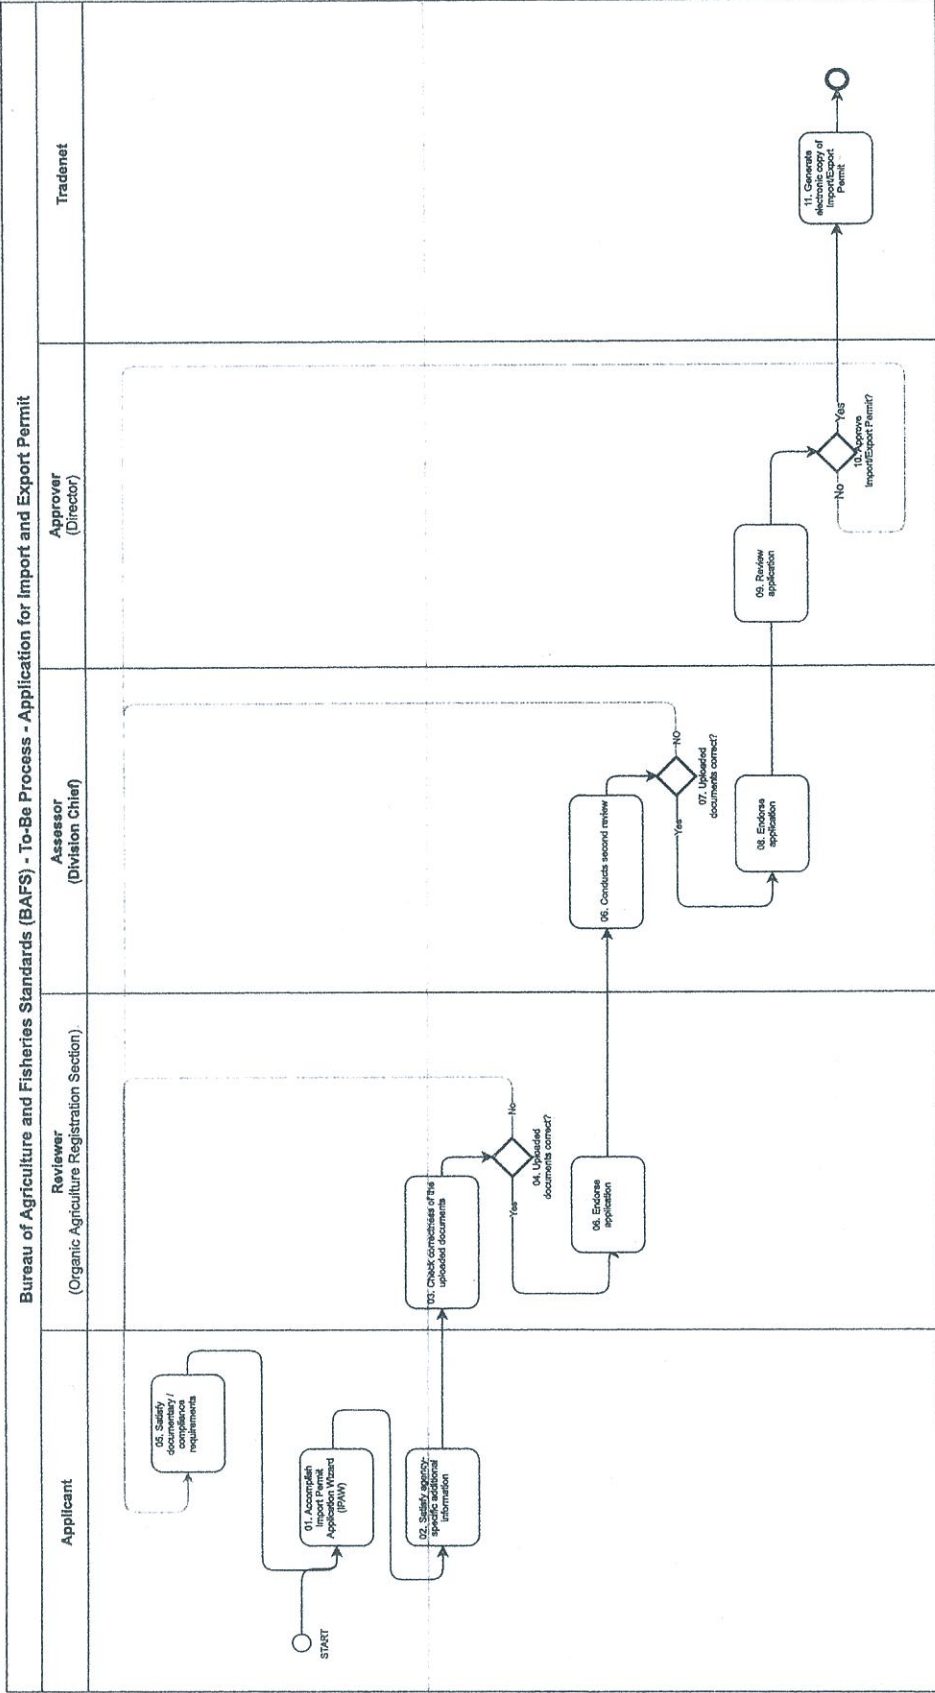 Bureau of Agriculture and Fisheries Standards (BAFS) - To-Be Process - Application for Import and Export Permit
Applicant
Reviewer
(Organic Agriculture Registration Section)
Assessor
(Division Chief)
Approver
(Director)
Tradenet
START
05. Satisfy
documentary /
compliance
requirements
01. Accomplish
Import Permit
Application Wizard
(IPAW)
02. Satisfy agency-
specific additional
information
03. Check correctness of the
uploaded documents
No
04. Uploaded
documents correct?
Yes
06. Endorse
application
06. Conducts second review
NO
07. Uploaded
documents correct?
Yes
08. Endorse
application
09. Review
application
No
Yes
10. Approve
Import/Export Permit?
11. Generate
electronic copy of
Import/Export
Permit